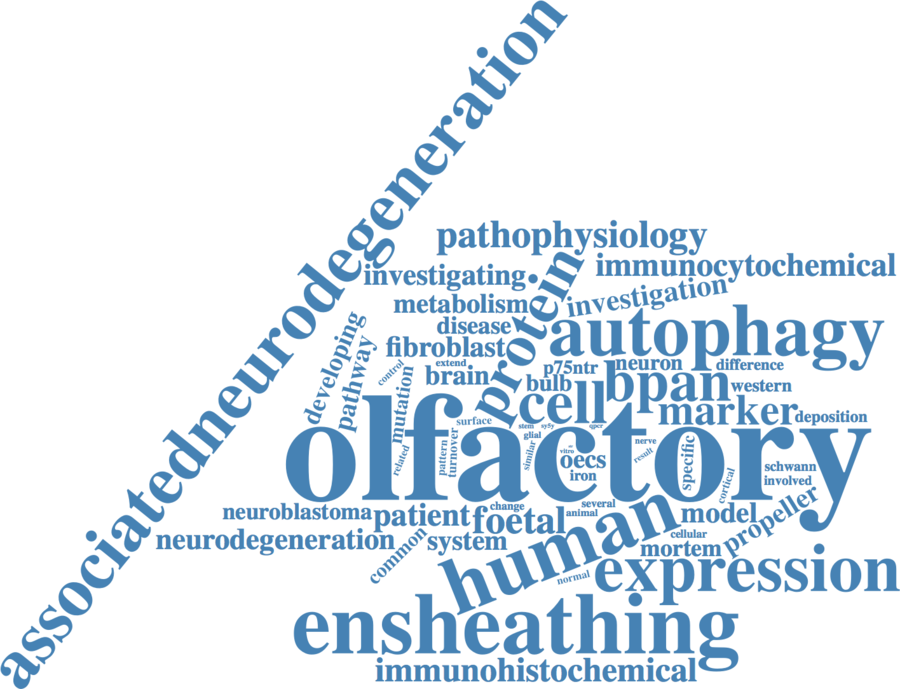 associatedneurodegeneration
pathophysiology
investigating
immunocytochemical
metabolism
protein
investigation
disease
autophagy
developing
pathway
fibroblast
extend
control
mutation
brain
p75ntr
neuron
difference
bulb
bpan
western
cell
marker
deposition
surface
stem
sy5y
qpcr
glial
olfactory
related
pattern
turnover
similar
vitro
oecs
iron
nerve
result
specific
cortical
schwann
involved
neuroblastoma
patient
change
foetal
several
animal
human
model
propeller
neurodegeneration
common
system
cellular
mortem
normal
expression
ensheathing
immunohistochemical